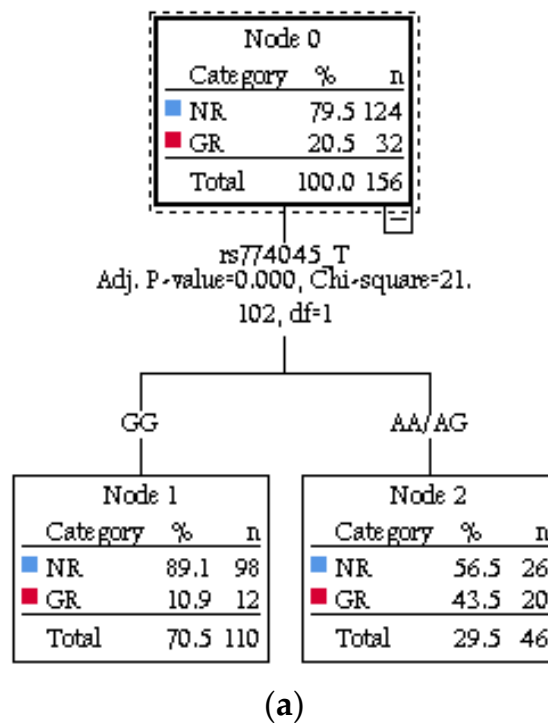 Node 0
Category % n
NR 79.5 124
GR 20.5 32
Total 100.0 156
rs774045_T
Adj. P-value=0.000, Chi-square=21.
102, df=1
GG
AA/AG
Node 1
Category % n
NR 89.1 98
GR 10.9 12
Total 70.5 110
Node 2
Category % n
NR 56.5 26
GR 43.5 20
Total 29.5 46
(a)